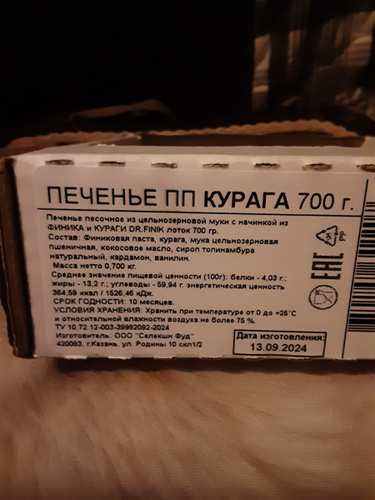 ПЕЧЕНЬЕ ПП КУРАГА 700 г.
Печенье песочное из цельнозерновой муки с начинкой из
ФИНИКА и КУРАГИ DR.FINIK лоток 700 гр.
Состав: Финиковая паста, курага, мука цельнозерновая
пшеничная, кокосовое масло, сироп топинамбура
натуральный, кардамон, ванилин.
Масса нетто 0,700 кг.
Среднее значение пищевой ценности (100г): белки - 4,03 г.;
жиры - 13,2 г.; углеводы - 59,94 г. энергетическая ценность
364,59 ккал / 1526,46 кДж.
СРОК ГОДНОСТИ: 10 месяцев.
УСЛОВИЯ ХРАНЕНИЯ: Хранить при температуре от 0 до +25°С
и относительной влажности воздуха не более 75 %.
ТУ 10.72.12-003-39982092-2024
Изготовитель: ООО "Селекшн Фуд"
420063, г.Казань, ул. Родины 10 скл1/2
Дата изготовления:
13.09.2024
PP
EAC